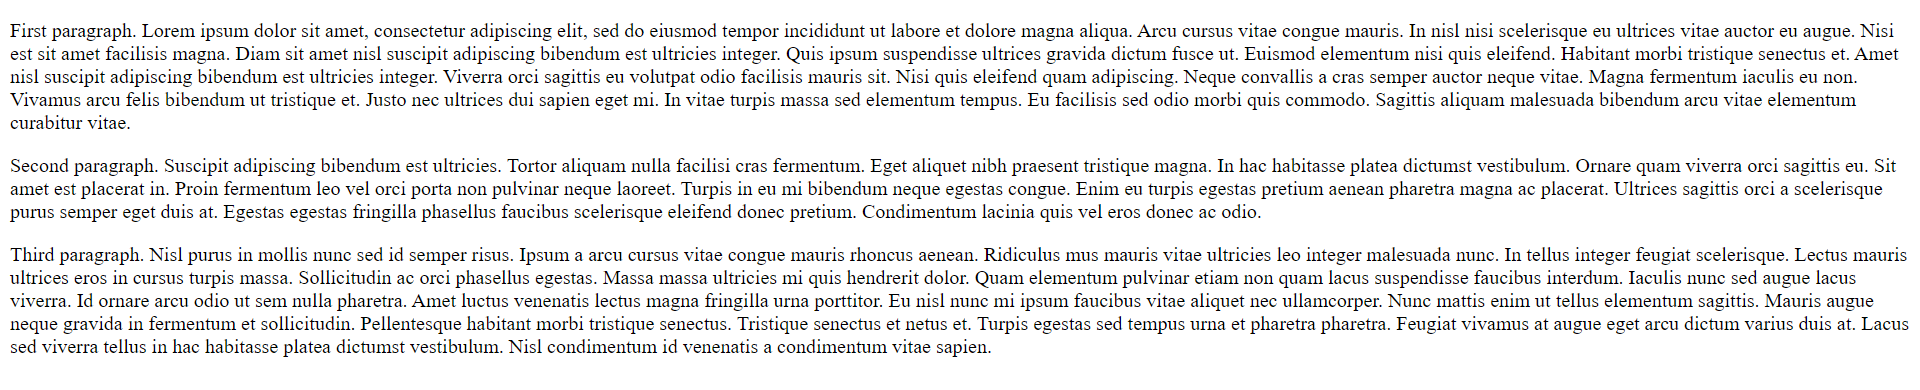 First paragraph. Lorem ipsum dolor sit amet, consectetur adipiscing elit, sed do eiusmod tempor incididunt ut labore et dolore magna aliqua. Arcu cursus vitae congue mauris. In nisl nisi scelerisque eu ultrices vitae auctor eu augue. Nisi
est sit amet facilisis magna. Diam sit amet nisl suscipit adipiscing bibendum est ultricies integer. Quis ipsum suspendisse ultrices gravida dictum fusce ut. Euismod elementum nisi quis eleifend. Habitant morbi tristique senectus et. Amet
nisl suscipit adipiscing bibendum est ultricies integer. Viverra orci sagittis eu volutpat odio facilisis mauris sit. Nisi quis eleifend quam adipiscing. Neque convallis a cras semper auctor neque vitae. Magna fermentum iaculis eu non.
Vivamus arcu felis bibendum ut tristique et. Justo nec ultrices dui sapien eget mi. In vitae turpis massa sed elementum tempus. Eu facilisis sed odio morbi quis commodo. Sagittis aliquam malesuada bibendum arcu vitae elementum
curabitur vitae.
Second paragraph. Suscipit adipiscing bibendum est ultricies. Tortor aliquam nulla facilisi cras fermentum. Eget aliquet nibh praesent tristique magna. In hac habitasse platea dictumst vestibulum. Ornare quam viverra orci sagittis eu. Sit
amet est placerat in. Proin fermentum leo vel orci porta non pulvinar neque laoreet. Turpis in eu mi bibendum neque egestas congue. Enim eu turpis egestas pretium aenean pharetra magna ac placerat. Ultrices sagittis orci a scelerisque
purus semper eget duis at. Egestas egestas fringilla phasellus faucibus scelerisque eleifend donec pretium. Condimentum lacinia quis vel eros donec ac odio.
Third paragraph. Nisl purus in mollis nunc sed id semper risus. Ipsum a arcu cursus vitae congue mauris rhoncus aenean. Ridiculus mus mauris vitae ultricies leo integer malesuada nunc. In tellus integer feugiat scelerisque. Lectus mauris
ultrices eros in cursus turpis massa. Sollicitudin ac orci phasellus egestas. Massa massa ultricies mi quis hendrerit dolor. Quam elementum pulvinar etiam non quam lacus suspendisse faucibus interdum. Iaculis nunc sed augue lacus
viverra. Id ornare arcu odio ut sem nulla pharetra. Amet luctus venenatis lectus magna fringilla urna porttitor. Eu nisl nunc mi ipsum faucibus vitae aliquet nec ullamcorper. Nunc mattis enim ut tellus elementum sagittis. Mauris augue
neque gravida in fermentum et sollicitudin. Pellentesque habitant morbi tristique senectus. Tristique senectus et netus et. Turpis egestas sed tempus urna et pharetra pharetra. Feugiat vivamus at augue eget arcu dictum varius duis at. Lacus
sed viverra tellus in hac habitasse platea dictumst vestibulum. Nisl condimentum id venenatis a condimentum vitae sapien.